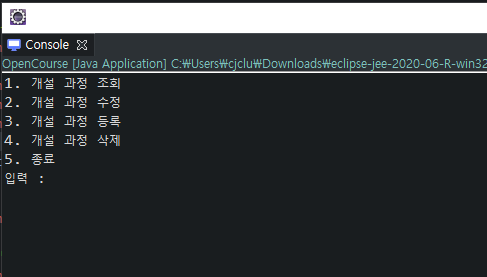 Console
OpenCourse [Java Application] C:₩Users₩cjclu₩Downloads₩eclipse-jee-2020-06-R-win32
1. 개설 과정 조회
2. 개설 과정 수정
3. 개설 과정 등록
4. 개설 과정 삭제
5. 종료
입력 :